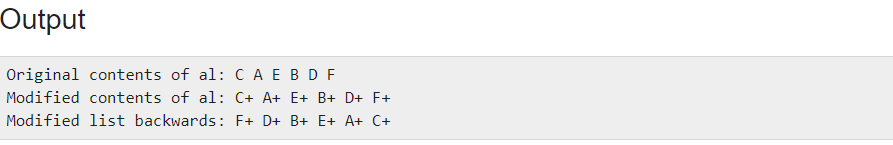 Output
Original contents of al: C A E B D F
Modified contents of al: C+ A+ E+ B+ D+ F+
Modified list backwards: F+ D+ B+ E+ A+ C+